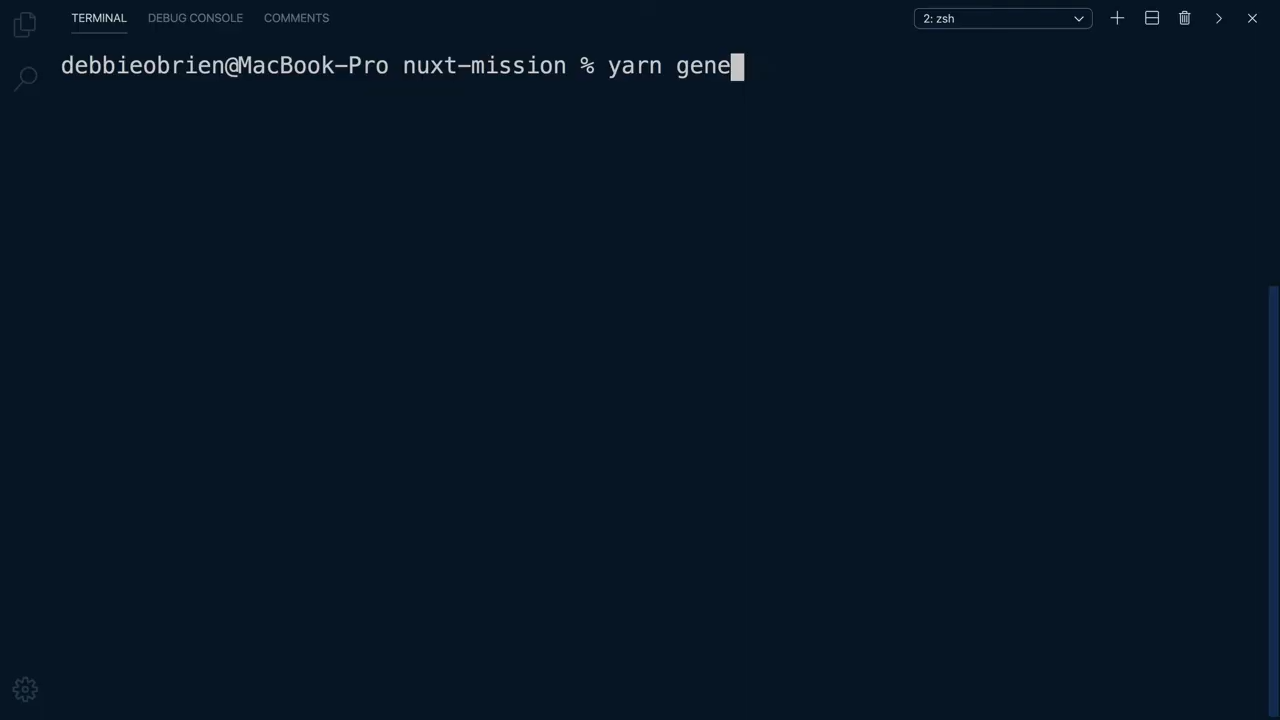 TERMINAL DEBUG CONSOLE COMMENTS 2: zsh
debbieobrien@MacBook-Pro nuxt-mission % yarn gene